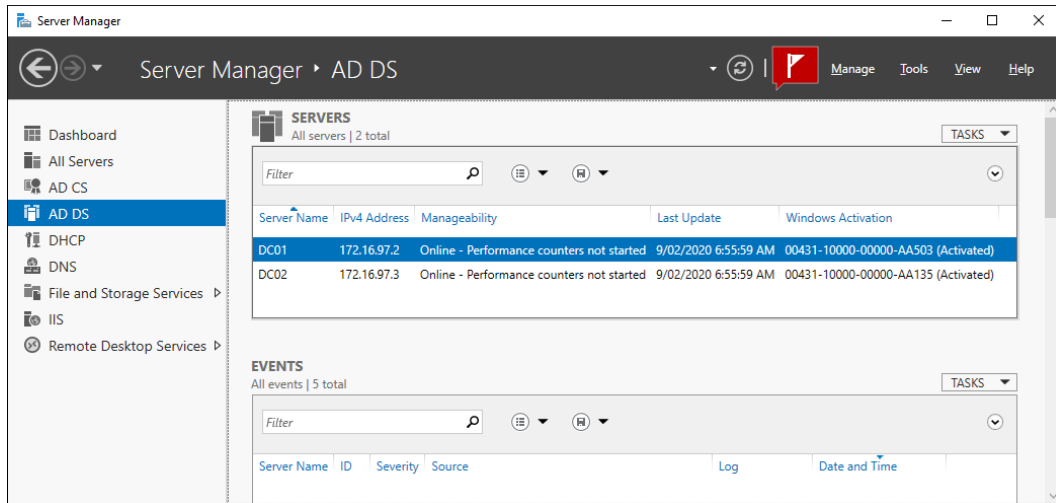 Server Manager
Server Manager • AD DS
Manage Tools View Help
Dashboard
All Servers
AD CS
AD DS
DHCP
DNS
File and Storage Services
IIS
Remote Desktop Services
SERVERS
All servers | 2 total
TASKS
Filter
Server Name IPv4 Address Manageability Last Update Windows Activation
DC01 172.16.97.2 Online - Performance counters not started 9/02/2020 6:55:59 AM 00431-10000-00000-AA503 (Activated)
DC02 172.16.97.3 Online - Performance counters not started 9/02/2020 6:55:59 AM 00431-10000-00000-AA135 (Activated)
EVENTS
All events | 5 total
TASKS
Filter
Server Name ID Severity Source Log Date and Time